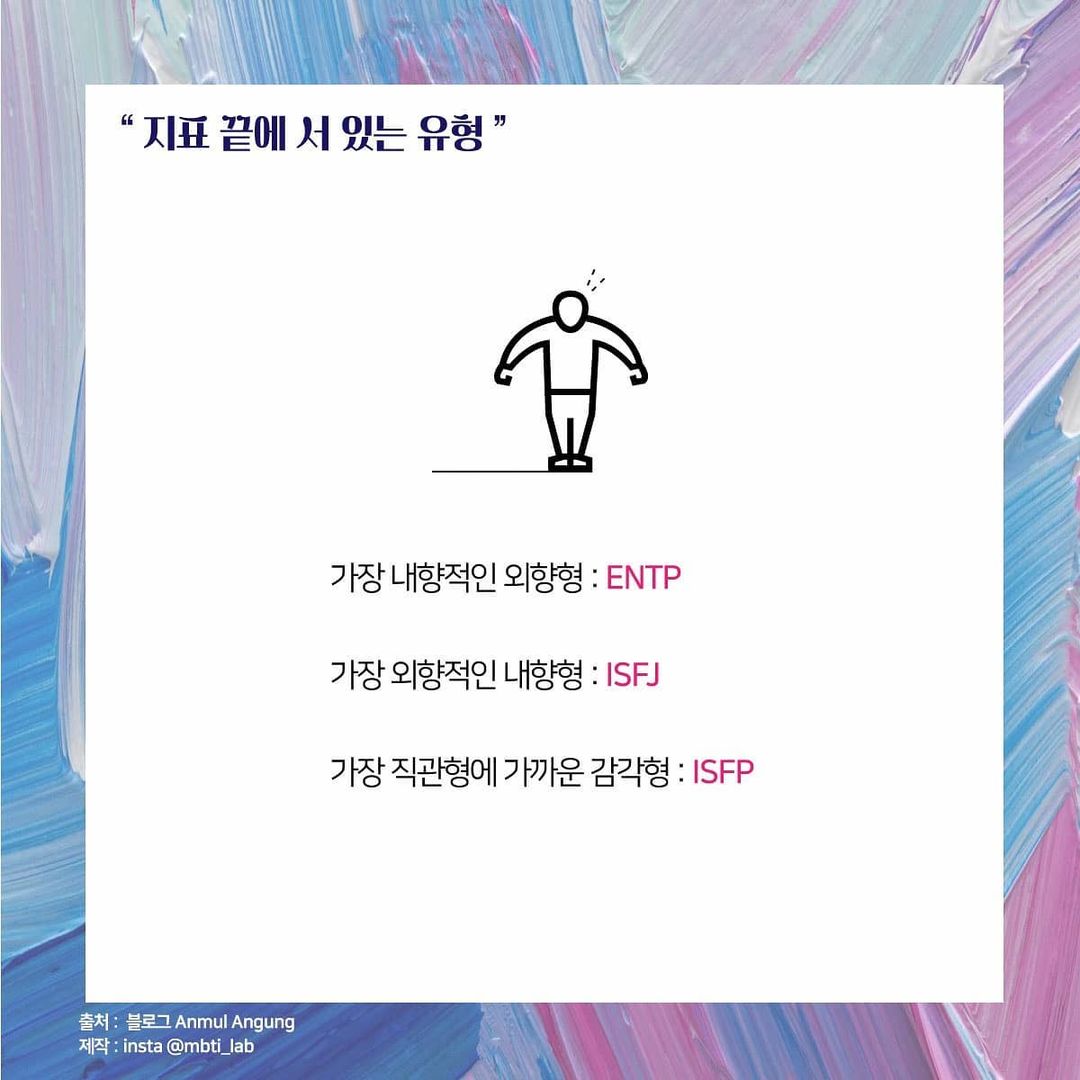 “ 지표 끝에 서 있는 유형 ”
가장 내향적인 외향형 : ENTP
가장 외향적인 내향형 : ISFJ
가장 직관형에 가까운 감각형 : ISFP
출처 : 블로그 Anmul Angung
제작 : insta @mbti_lab